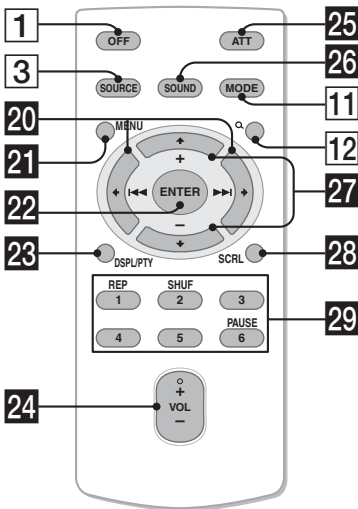 1 OFF ATT 25
26
3 SOURCE SOUND MODE 11
20 MENU 12
21 +
22 ENTER 27
−
23 DSPL/PTY SCRL 28
REP SHUF
1 2 3 29
PAUSE
4 5 6
+
24 VOL
−